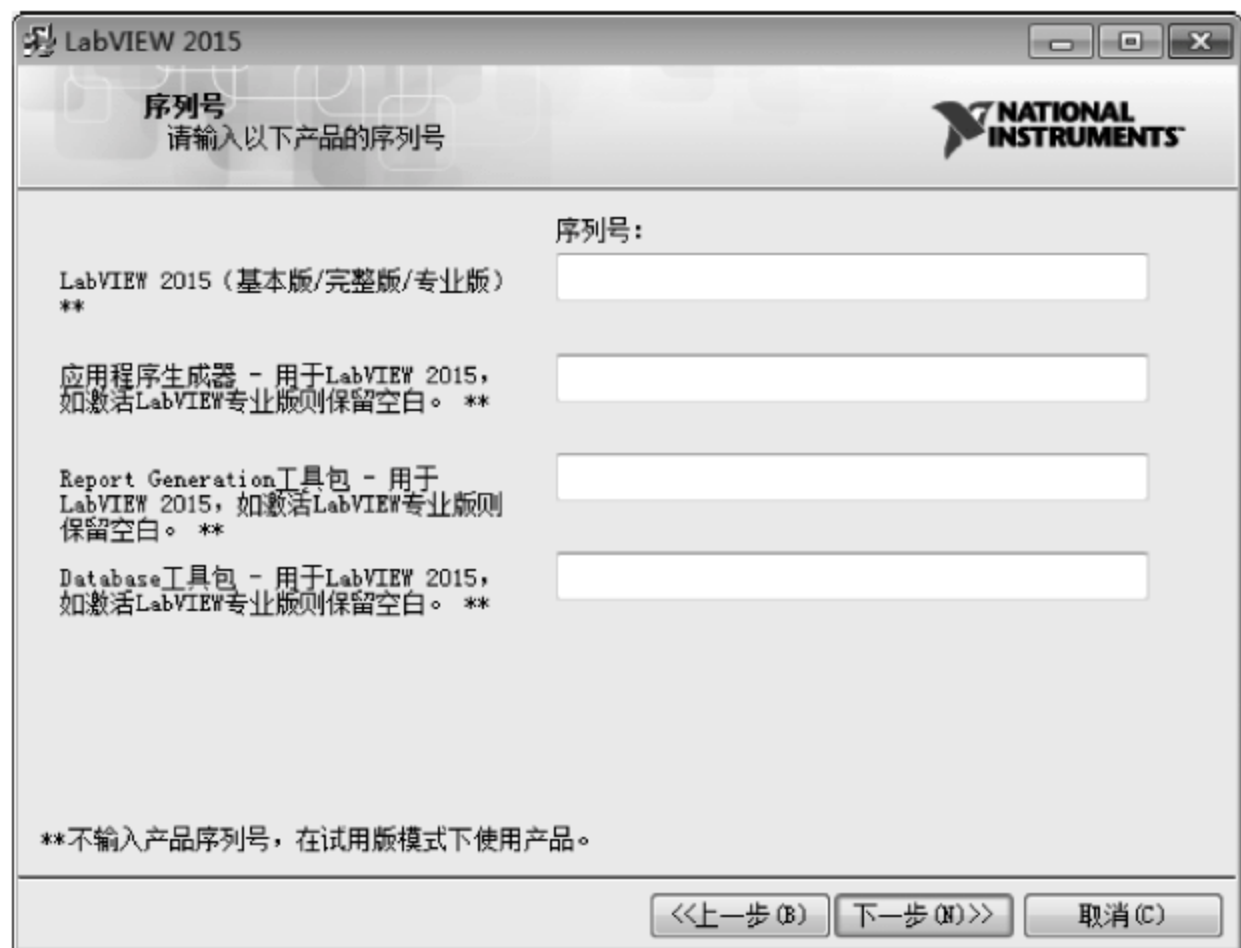 LabVIEW 2015
序列号
请输入以下产品的序列号
NATIONAL
INSTRUMENTS
序列号:
LabVIEW 2015（基本版/完整版/专业版）
**
应用程序生成器 - 用于LabVIEW 2015，
如激活LabVIEW专业版则保留空白。 **
Report Generation工具包 - 用于
LabVIEW 2015，如激活LabVIEW专业版则
保留空白。 **
Database工具包 - 用于LabVIEW 2015，
如激活LabVIEW专业版则保留空白。 **
**不输入产品序列号，在试用版模式下使用产品。
<<上一步(B)
下一步(N)>>
取消(C)